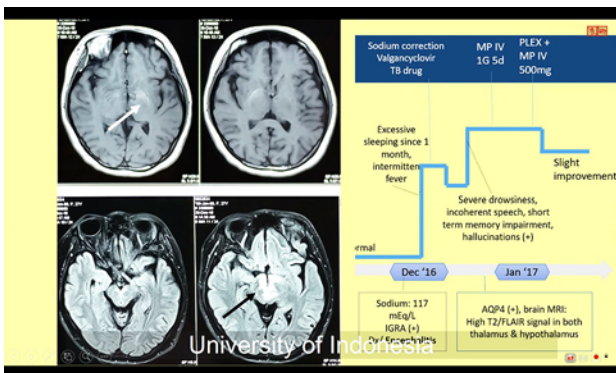 Sodium correction
Valgancyclovir
TB drug
MP IV
1G 5d
PLEX +
MP IV
500mg
Excessive
sleeping since 1
month,
intermitten
fever
Slight
improvement
Severe drowsiness,
incoherent speech, short
term memory impairment,
hallucinations (+)
Dec '16
Jan '17
Sodium: 117
mEq/L
IGRA (+)
Encephalitis
AQP4 (+), brain MRI:
High T2/FLAIR signal in both
thalamus & hypothalamus
University of Indonesia